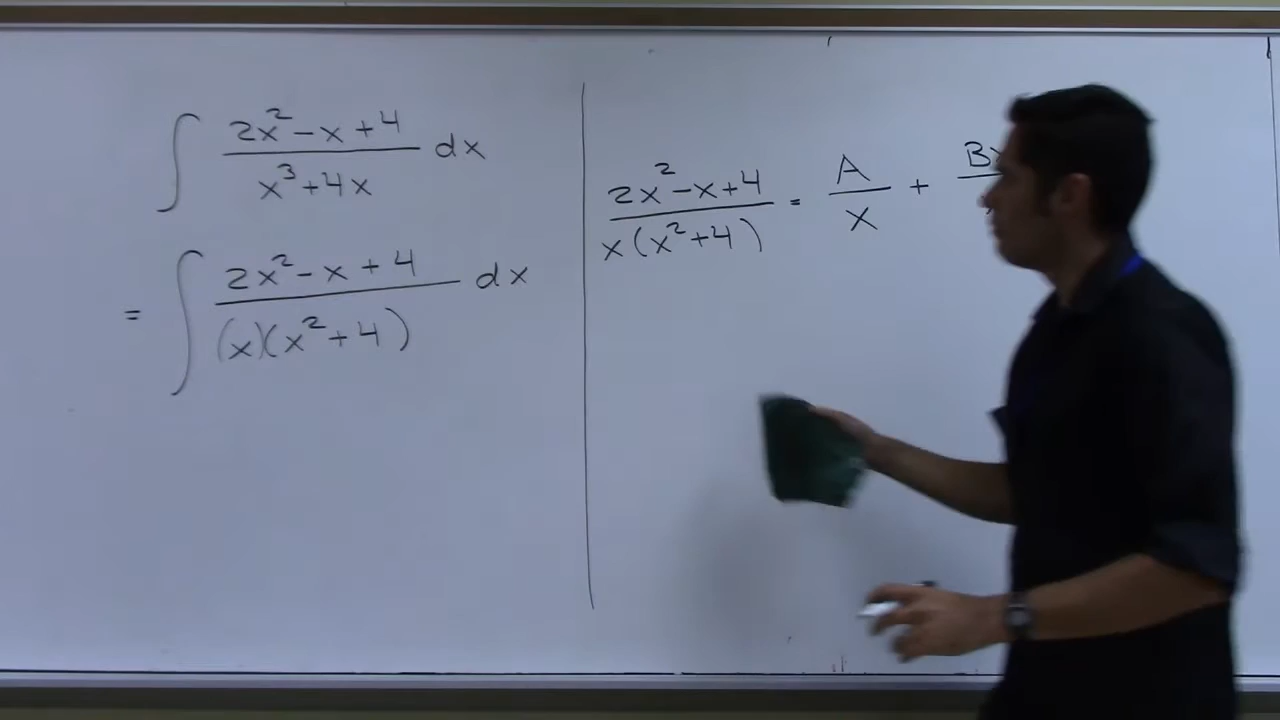 ∫ (2x² - x + 4)/(x³ + 4x) dx
= ∫ (2x² - x + 4)/((x)(x² + 4)) dx
(2x² - x + 4)/(x(x² + 4)) = A/x + B